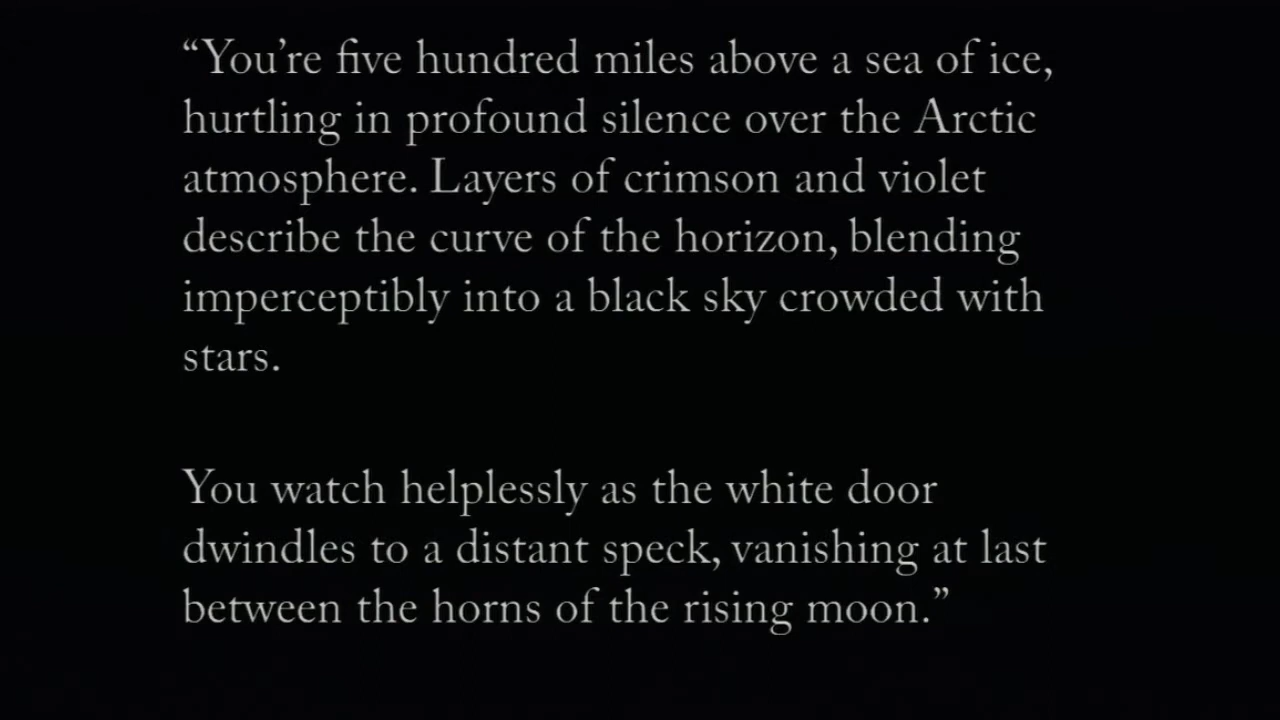 “You’re five hundred miles above a sea of ice,
hurtling in profound silence over the Arctic
atmosphere. Layers of crimson and violet
describe the curve of the horizon, blending
imperceptibly into a black sky crowded with
stars.
You watch helplessly as the white door
dwindles to a distant speck, vanishing at last
between the horns of the rising moon.”